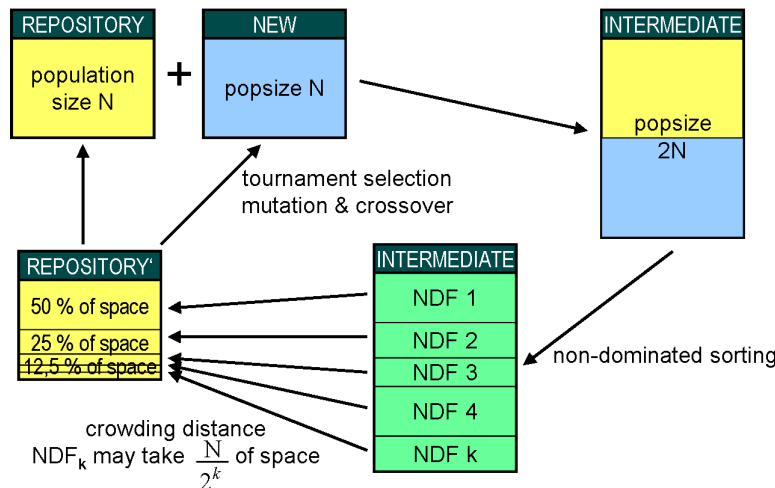 REPOSITORY
population
size N
+
NEW
popsize N
INTERMEDIATE
popsize
2N
tournament selection
mutation & crossover
REPOSITORY‘
50 % of space
25 % of space
12,5 % of space
INTERMEDIATE
NDF 1
NDF 2
NDF 3
NDF 4
NDF k
non-dominated sorting
crowding distance
NDFk may take N/2^k of space